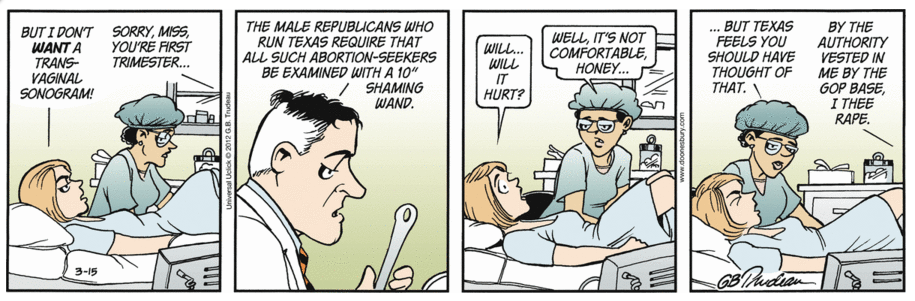 BUT I DON'T
WANT A
TRANS-
VAGINAL
SONOGRAM!
SORRY, MISS,
YOU'RE FIRST
TRIMESTER...
3-15
Universal Uclick © 2012 G.B. Trudeau
THE MALE REPUBLICANS WHO
RUN TEXAS REQUIRE THAT
ALL SUCH ABORTION-SEEKERS
BE EXAMINED WITH A 10"
SHAMING
WAND.
WILL...
WILL
IT
HURT?
WELL, IT'S NOT
COMFORTABLE,
HONEY...
www.doonesbury.com
... BUT TEXAS
FEELS YOU
SHOULD HAVE
THOUGHT OF
THAT.
BY THE
AUTHORITY
VESTED IN
ME BY THE
GOP BASE,
I THEE
RAPE.
GB Trudeau